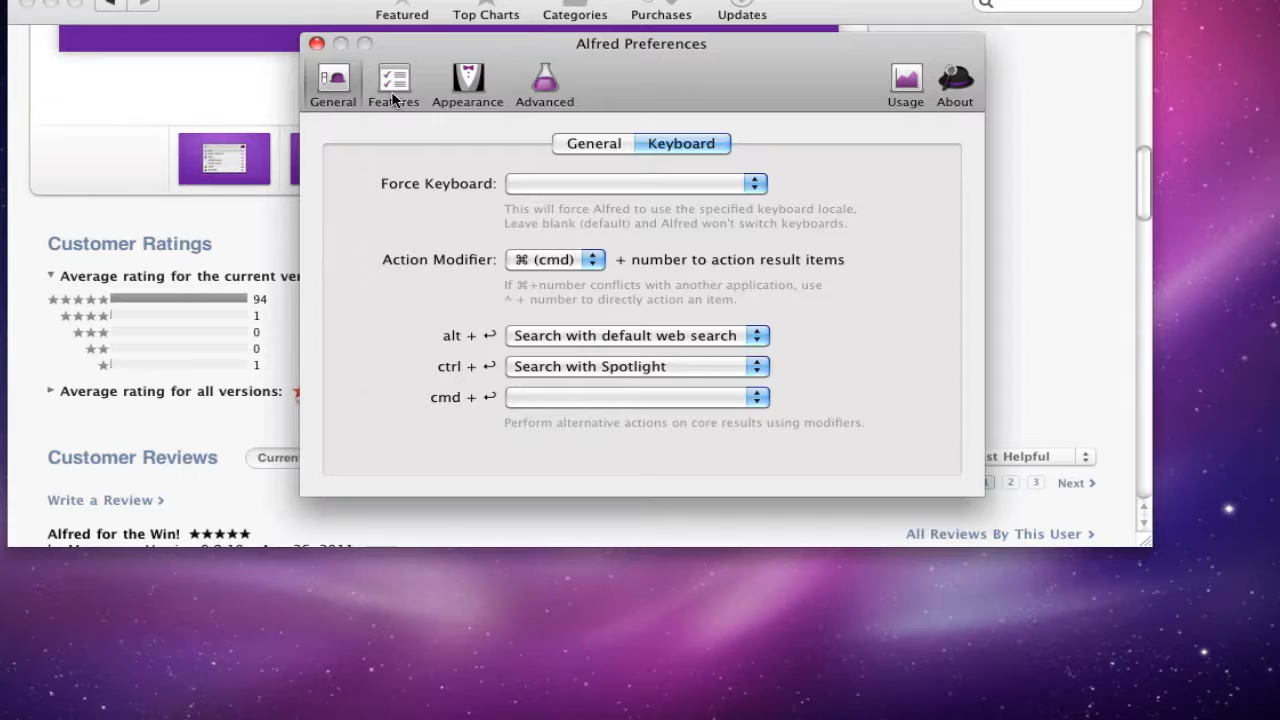 Featured Top Charts Categories Purchases Updates
Alfred Preferences
General Features Appearance Advanced Usage About
General Keyboard
Force Keyboard:
This will force Alfred to use the specified keyboard locale.
Leave blank (default) and Alfred won't switch keyboards.
Action Modifier: ⌘ (cmd) + number to action result items
If ⌘+number conflicts with another application, use
^ + number to directly action an item.
alt + ↩ Search with default web search
ctrl + ↩ Search with Spotlight
cmd + ↩
Perform alternative actions on core results using modifiers.
Customer Ratings
Average rating for the current ver
★★★★★ 94
★★★★ 1
★★★ 0
★★ 0
★ 1
Average rating for all versions:
Customer Reviews Curren st Helpful
1 2 3 Next >
Write a Review >
Alfred for the Win! ★★★★★ All Reviews By This User >